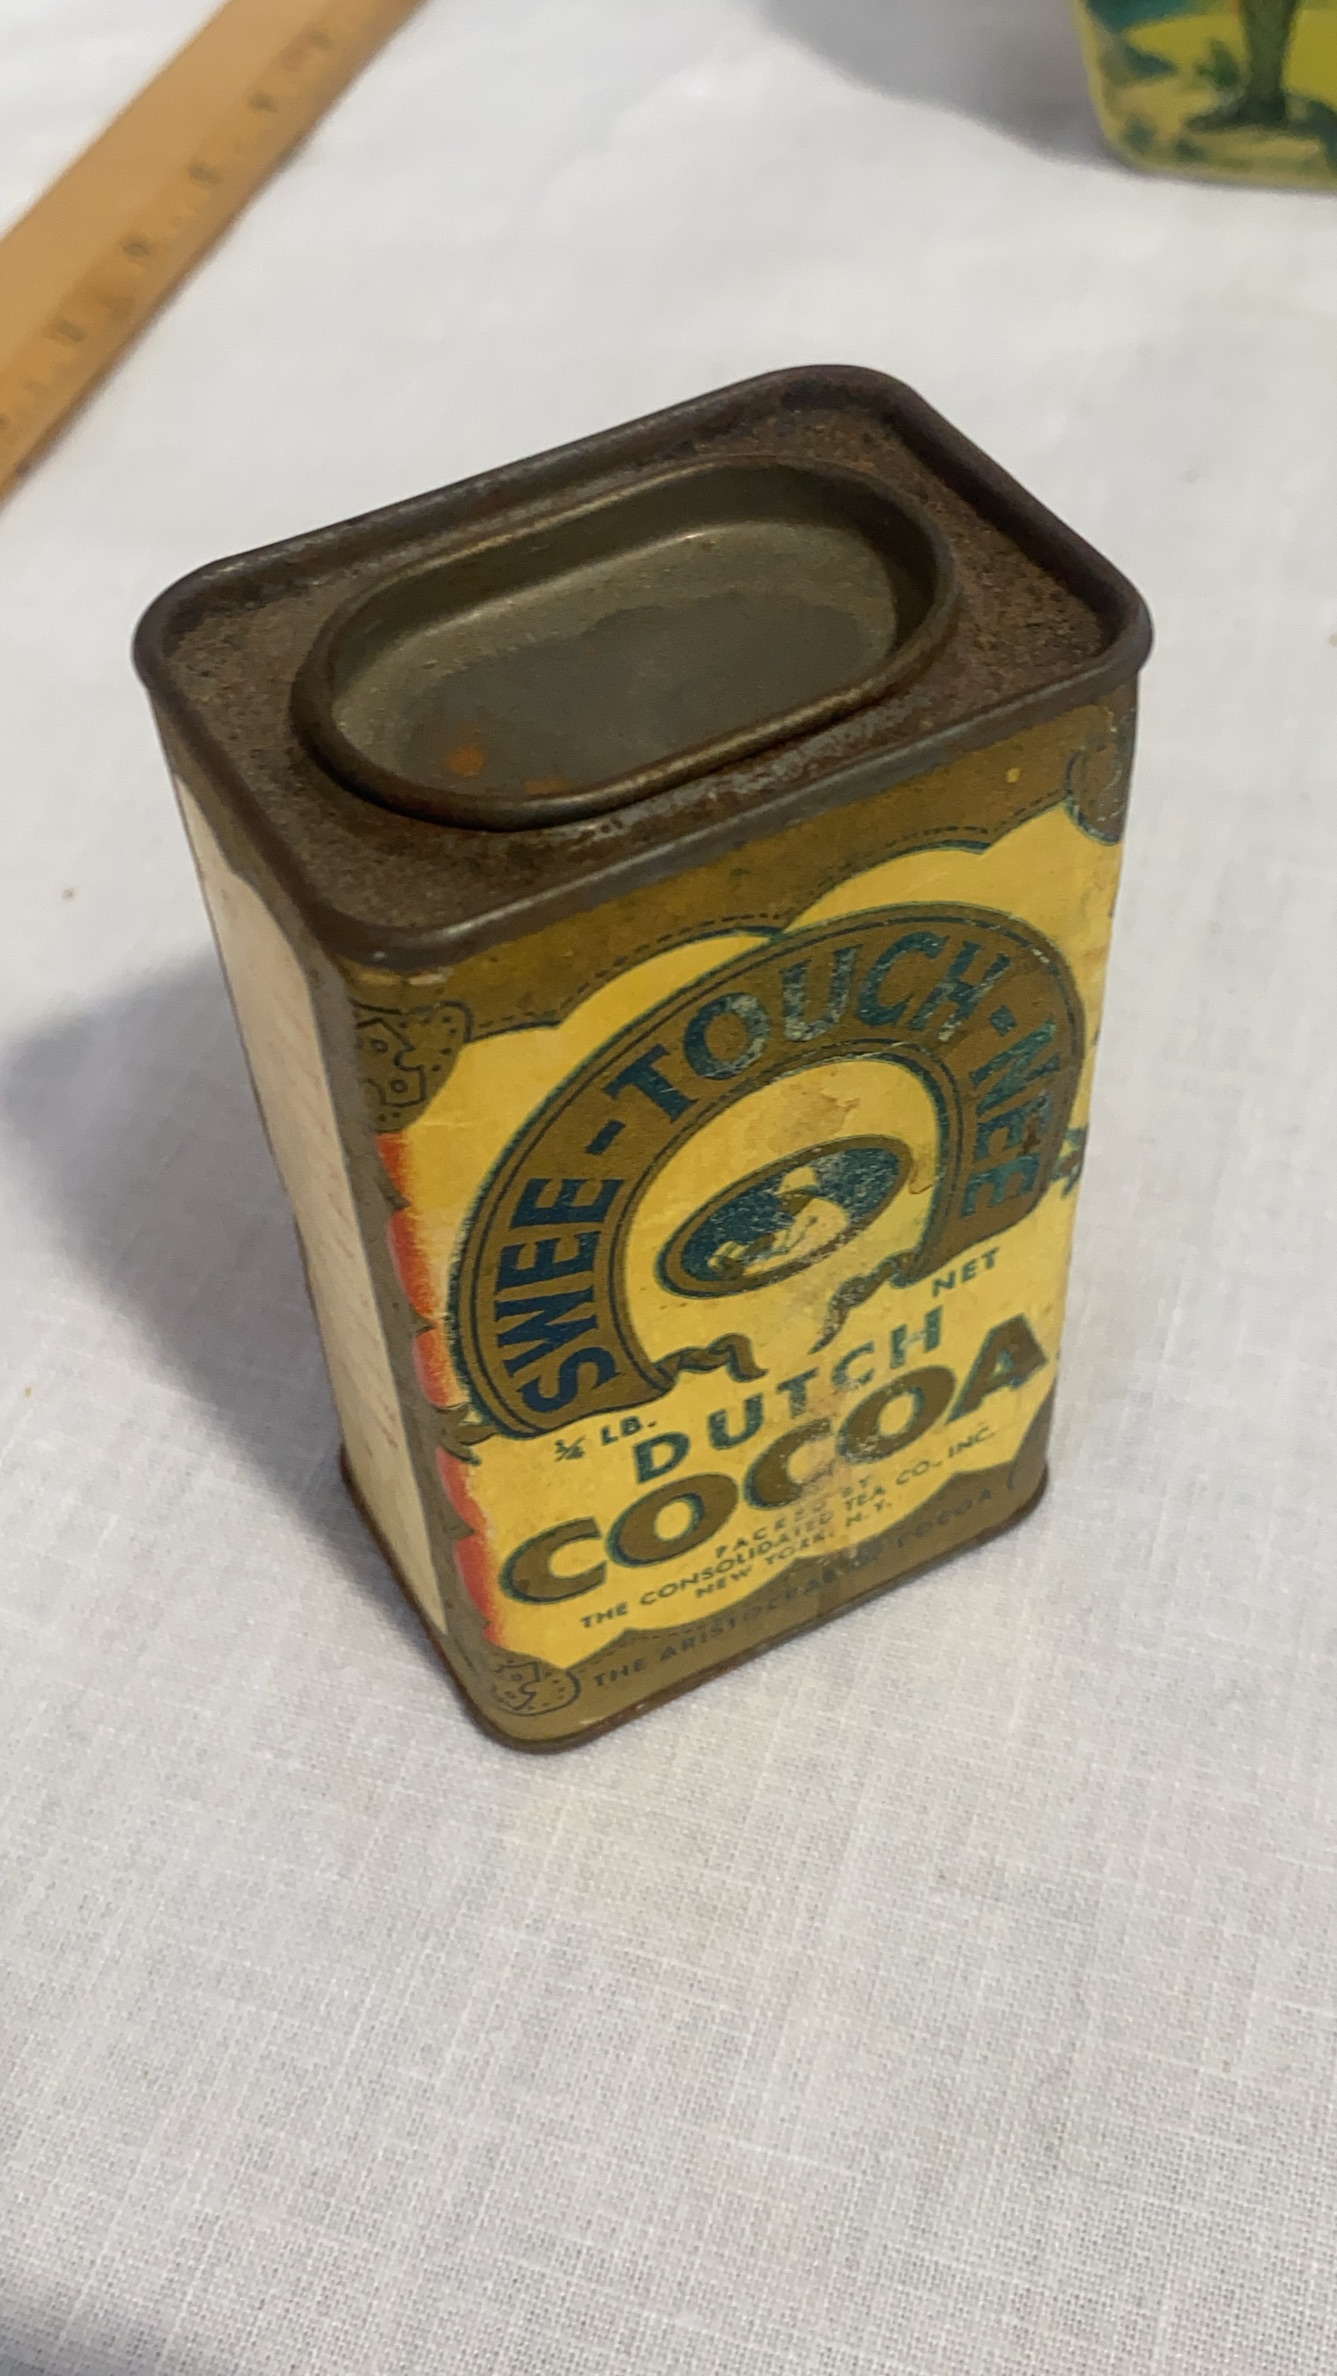 SWEE-TOUCH-NEE
¼ LB. NET
DUTCH
COCOA
PACKED BY
THE CONSOLIDATED TEA CO., INC.
NEW YORK, N.Y.
THE ARISTOCRAT OF COCOA